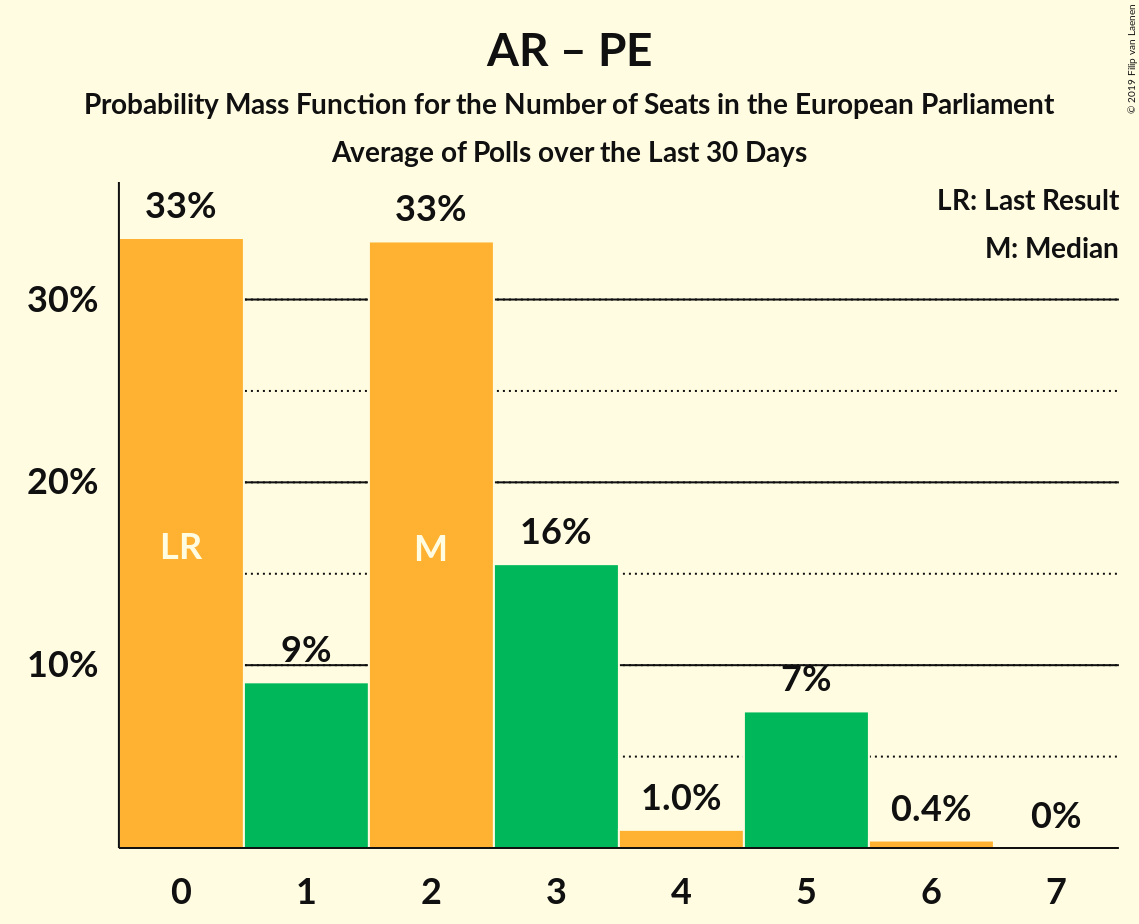 AR – PE
Probability Mass Function for the Number of Seats in the European Parliament
Average of Polls over the Last 30 Days
© 2019 Filip van Laenen
LR: Last Result
M: Median
33%
33%
30%
20%
16%
LR
M
10%
9%
7%
1.0%
0.4%
0%
0 1 2 3 4 5 6 7